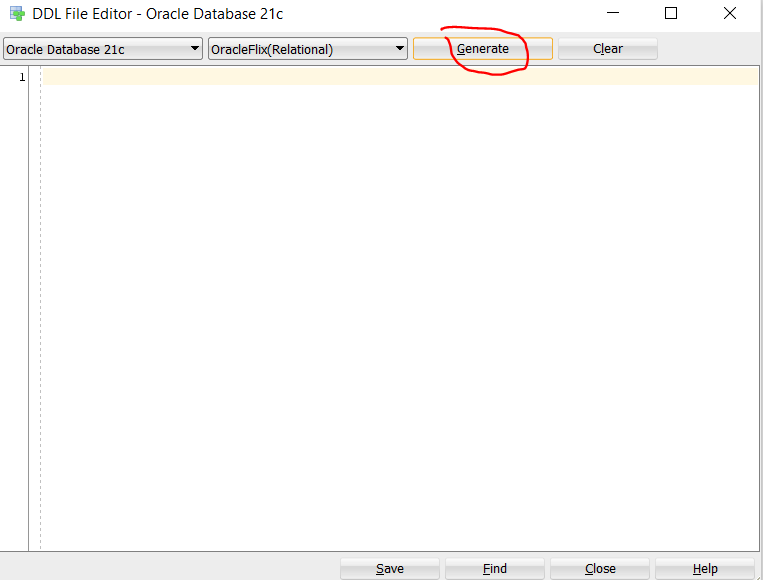 DDL File Editor - Oracle Database 21c
Oracle Database 21c OracleFlix(Relational) Generate Clear
1
Save Find Close Help